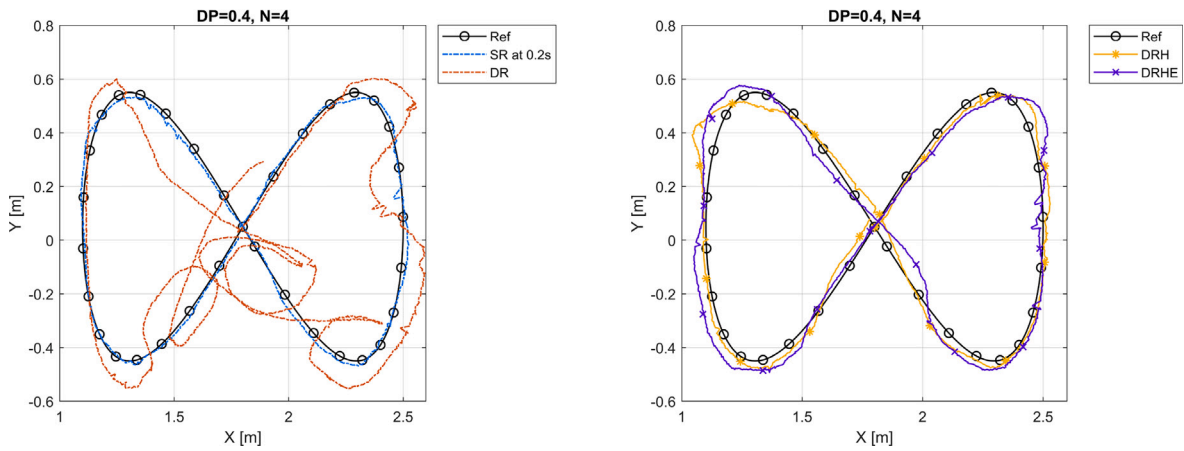 DP=0.4, N=4
0.8
0.6
0.4
0.2
0
-0.2
-0.4
-0.6
Y [m]
1
1.5
2
2.5
X [m]
Ref
SR at 0.2s
DR
DP=0.4, N=4
0.8
0.6
0.4
0.2
0
-0.2
-0.4
-0.6
Y [m]
1
1.5
2
2.5
X [m]
Ref
DRH
DRHE